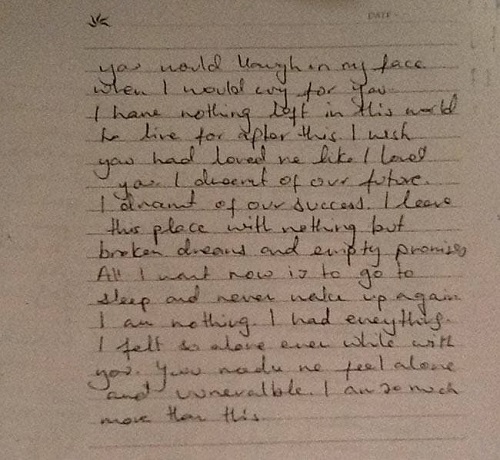 DATE
you would laugh in my face
when I would cry for you
I have nothing left in this world
to live for after this. I wish
you had loved me like I loved
you. I dreamt of our future.
I dreamt of our success. I leave
this place with nothing but
broken dreams and empty promises
All I want now is to go to
sleep and never wake up again
I am nothing. I had everything.
I felt so alone even while with
you. You made me feel alone
and vunerable. I am so much
more than this.